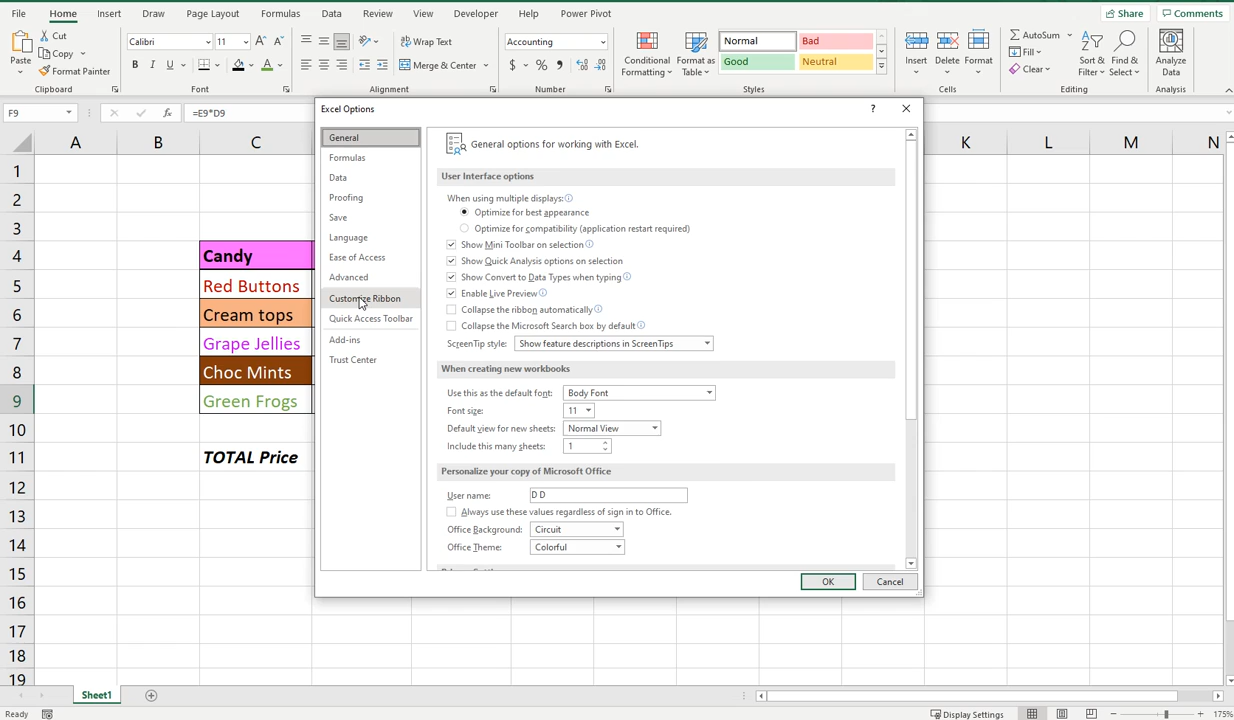 File Home Insert Draw Page Layout Formulas Data Review View Developer Help Power Pivot Share Comments
Paste Cut Copy Format Painter Clipboard
Calibri 11 A A B I U A Font
Wrap Text Merge & Center Alignment
Accounting $ % Number
Conditional Formatting Format as Table Normal Bad Good Neutral Styles
Insert Delete Format Cells
AutoSum Fill Clear Sort & Filter Find & Select Editing
Analyze Data Analysis
F9 fx =E9*D9
A B C K L M N
1
2
3
4 Candy
5 Red Buttons
6 Cream tops
7 Grape Jellies
8 Choc Mints
9 Green Frogs
10
11 TOTAL Price
12
13
14
15
16
17
18
19
Excel Options ?
General
Formulas
Data
Proofing
Save
Language
Ease of Access
Advanced
Customize Ribbon
Quick Access Toolbar
Add-ins
Trust Center
General options for working with Excel.
User Interface options
When using multiple displays:
Optimize for best appearance
Optimize for compatibility (application restart required)
Show Mini Toolbar on selection
Show Quick Analysis options on selection
Show Convert to Data Types when typing
Enable Live Preview
Collapse the ribbon automatically
Collapse the Microsoft Search box by default
ScreenTip style: Show feature descriptions in ScreenTips
When creating new workbooks
Use this as the default font: Body Font
Font size: 11
Default view for new sheets: Normal View
Include this many sheets: 1
Personalize your copy of Microsoft Office
User name: D D
Always use these values regardless of sign in to Office.
Office Background: Circuit
Office Theme: Colorful
OK Cancel
Sheet1
Ready Display Settings 175%